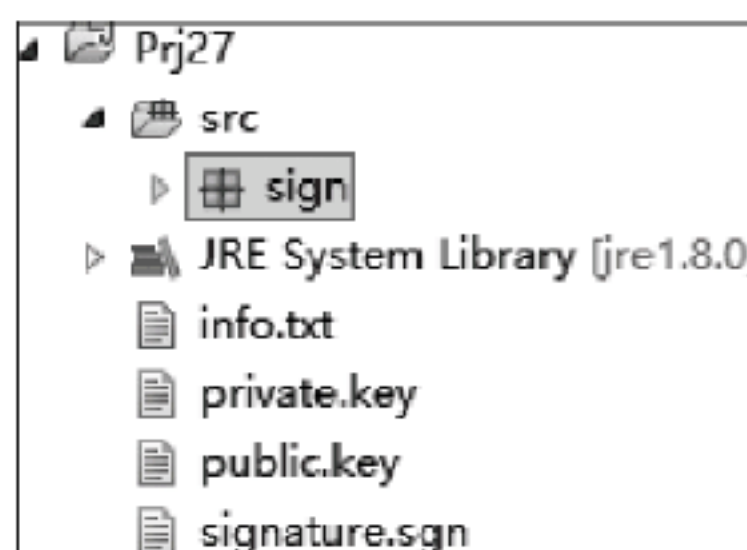 Prj27
src
sign
JRE System Library [jre1.8.0
info.txt
private.key
public.key
signature.sgn